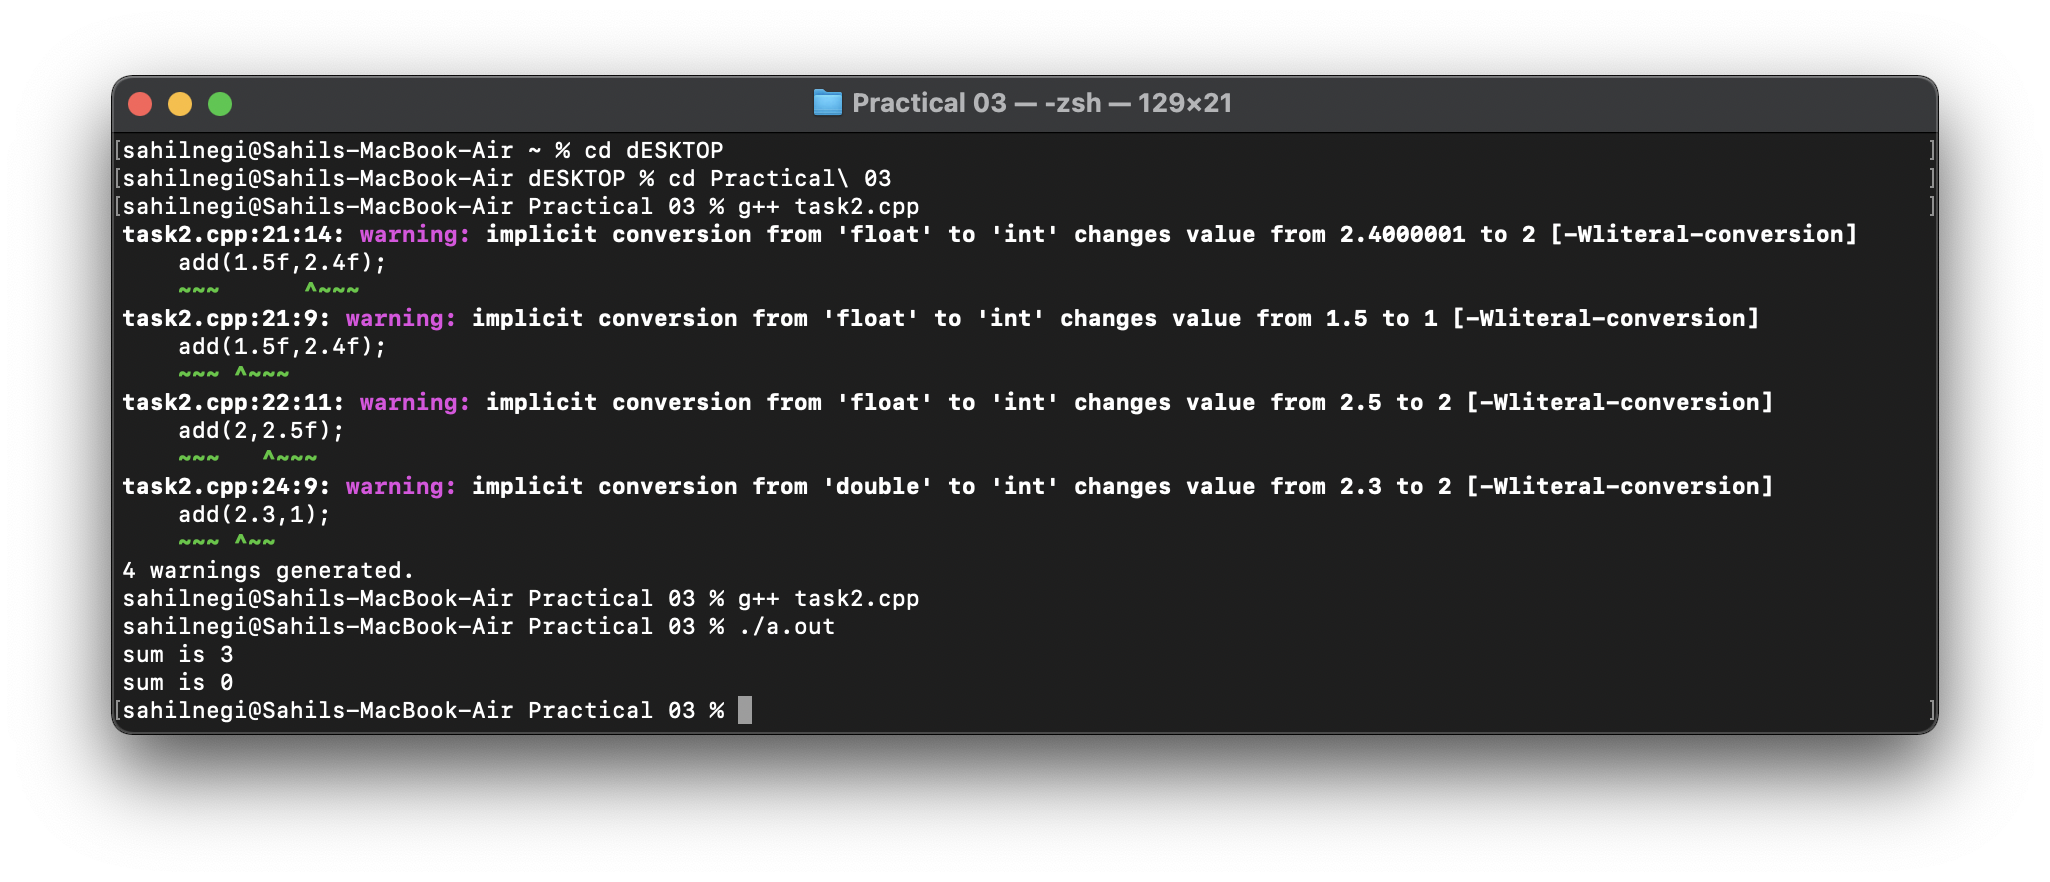 Practical 03 — -zsh — 129×21
[sahilnegi@Sahils-MacBook-Air ~ % cd dESKTOP ]
[sahilnegi@Sahils-MacBook-Air dESKTOP % cd Practical\ 03 ]
[sahilnegi@Sahils-MacBook-Air Practical 03 % g++ task2.cpp ]
task2.cpp:21:14: warning: implicit conversion from 'float' to 'int' changes value from 2.4000001 to 2 [-Wliteral-conversion]
    add(1.5f,2.4f);
    ~~~      ^~~~
task2.cpp:21:9: warning: implicit conversion from 'float' to 'int' changes value from 1.5 to 1 [-Wliteral-conversion]
    add(1.5f,2.4f);
    ~~~ ^~~~
task2.cpp:22:11: warning: implicit conversion from 'float' to 'int' changes value from 2.5 to 2 [-Wliteral-conversion]
    add(2,2.5f);
    ~~~   ^~~~
task2.cpp:24:9: warning: implicit conversion from 'double' to 'int' changes value from 2.3 to 2 [-Wliteral-conversion]
    add(2.3,1);
    ~~~ ^~~
4 warnings generated.
sahilnegi@Sahils-MacBook-Air Practical 03 % g++ task2.cpp
sahilnegi@Sahils-MacBook-Air Practical 03 % ./a.out
sum is 3
sum is 0
[sahilnegi@Sahils-MacBook-Air Practical 03 % ]